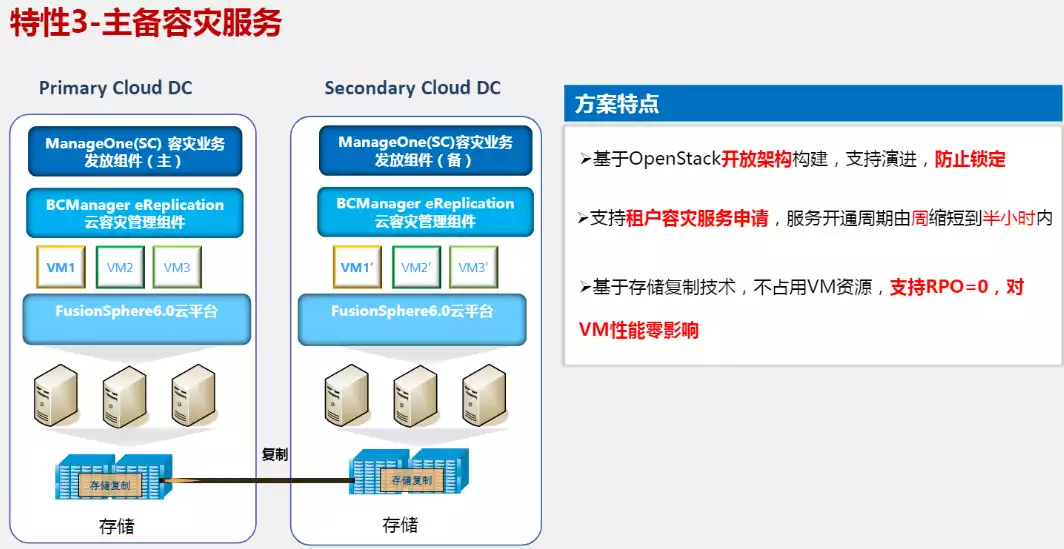 特性3-主备容灾服务
Primary Cloud DC
ManageOne(SC) 容灾业务
发放组件（主）
BCManager eReplication
云容灾管理组件
VM1
VM2
VM3
FusionSphere6.0云平台
存储复制
存储
复制
Secondary Cloud DC
ManageOne(SC)容灾业务
发放组件（备）
BCManager eReplication
云容灾管理组件
VM1′
VM2′
VM3′
FusionSphere6.0云平台
存储复制
存储
方案特点
➢基于OpenStack开放架构构建，支持演进，防止锁定
➢支持租户容灾服务申请，服务开通周期由周缩短到半小时内
➢基于存储复制技术，不占用VM资源，支持RPO=0，对
VM性能零影响